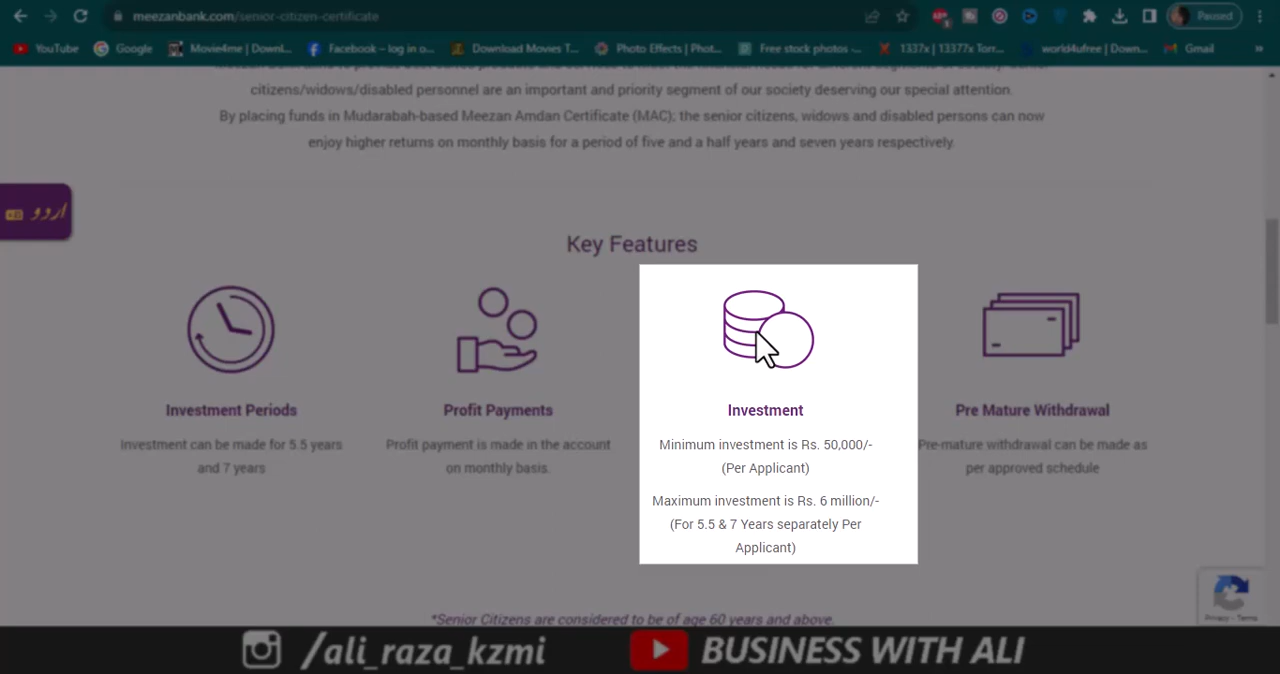 meezanbank.com/senior-citizen-certificate
Paused
YouTube
Google
Movie4me | Downl...
Facebook – log in o...
Download Movies T...
Photo Effects | Phot...
Free stock photos -...
1337x | 13377x Torr...
world4ufree | Down...
Gmail
citizens/widows/disabled personnel are an important and priority segment of our society deserving our special attention.
By placing funds in Mudarabah-based Meezan Amdan Certificate (MAC); the senior citizens, widows and disabled persons can now
enjoy higher returns on monthly basis for a period of five and a half years and seven years respectively.
اردو
Key Features
Investment Periods
Investment can be made for 5.5 years
and 7 years
Profit Payments
Profit payment is made in the account
on monthly basis.
Investment
Minimum investment is Rs. 50,000/-
(Per Applicant)
Maximum investment is Rs. 6 million/-
(For 5.5 & 7 Years separately Per
Applicant)
Pre Mature Withdrawal
Pre-mature withdrawal can be made as
per approved schedule
*Senior Citizens are considered to be of age 60 years and above.
Privacy - Terms
/ali_raza_kzmi
BUSINESS WITH ALI